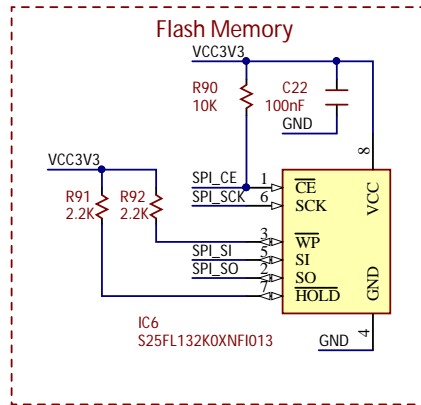 Flash Memory
VCC3V3
R90
10K
C22
100nF
GND
VCC3V3
R91
2.2K
R92
2.2K
SPI_CE
SPI_SCK
SPI_SI
SPI_SO
1
6
3
5
2
7
8
4
CE
SCK
WP
SI
SO
HOLD
VCC
GND
IC6
S25FL132K0XNFI013
GND